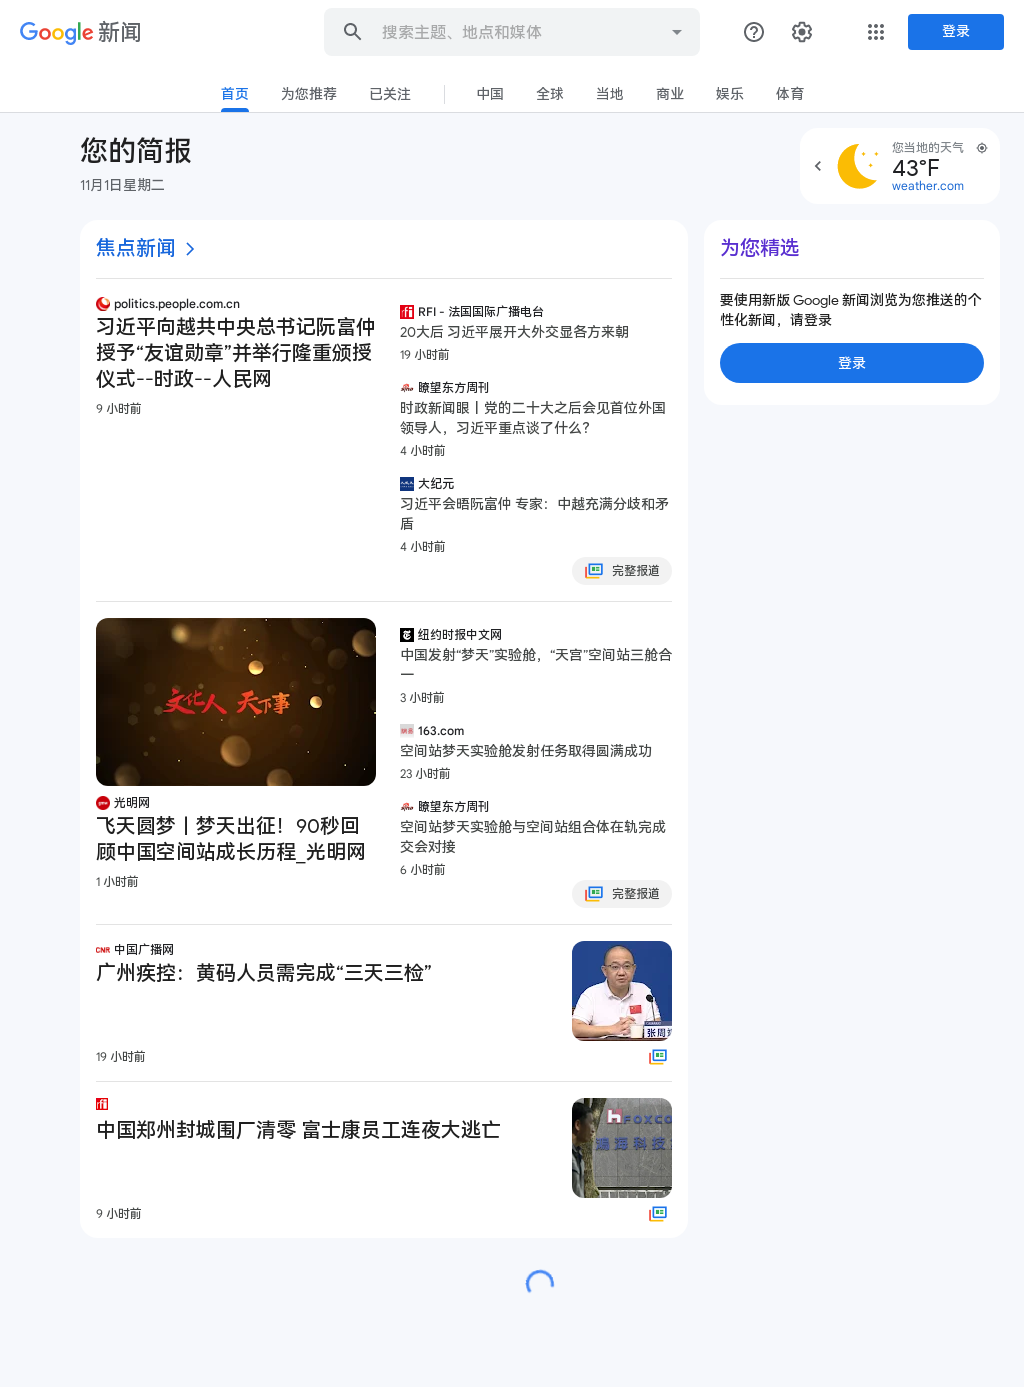 Google 新闻
搜索主题、地点和媒体
登录
首页
为您推荐
已关注
中国
全球
当地
商业
娱乐
体育
您的简报
11月1日星期二
您当地的天气
43°F
weather.com
焦点新闻
politics.people.com.cn
习近平向越共中央总书记阮富仲
授予“友谊勋章”并举行隆重颁授
仪式--时政--人民网
9 小时前
RFI - 法国国际广播电台
20大后 习近平展开大外交显各方来朝
19 小时前
瞭望东方周刊
时政新闻眼丨党的二十大之后会见首位外国
领导人，习近平重点谈了什么？
4 小时前
大纪元
习近平会晤阮富仲 专家：中越充满分歧和矛
盾
4 小时前
完整报道
文化人 天下事
光明网
飞天圆梦丨梦天出征！90秒回
顾中国空间站成长历程_光明网
1 小时前
纽约时报中文网
中国发射“梦天”实验舱，“天宫”空间站三舱合
一
3 小时前
163.com
空间站梦天实验舱发射任务取得圆满成功
23 小时前
瞭望东方周刊
空间站梦天实验舱与空间站组合体在轨完成
交会对接
6 小时前
完整报道
CNR 中国广播网
广州疾控：黄码人员需完成“三天三检”
19 小时前
张周
rfi
中国郑州封城围厂清零 富士康员工连夜大逃亡
FOXCO
鴻海科技
9 小时前
为您精选
要使用新版 Google 新闻浏览为您推送的个
性化新闻，请登录
登录